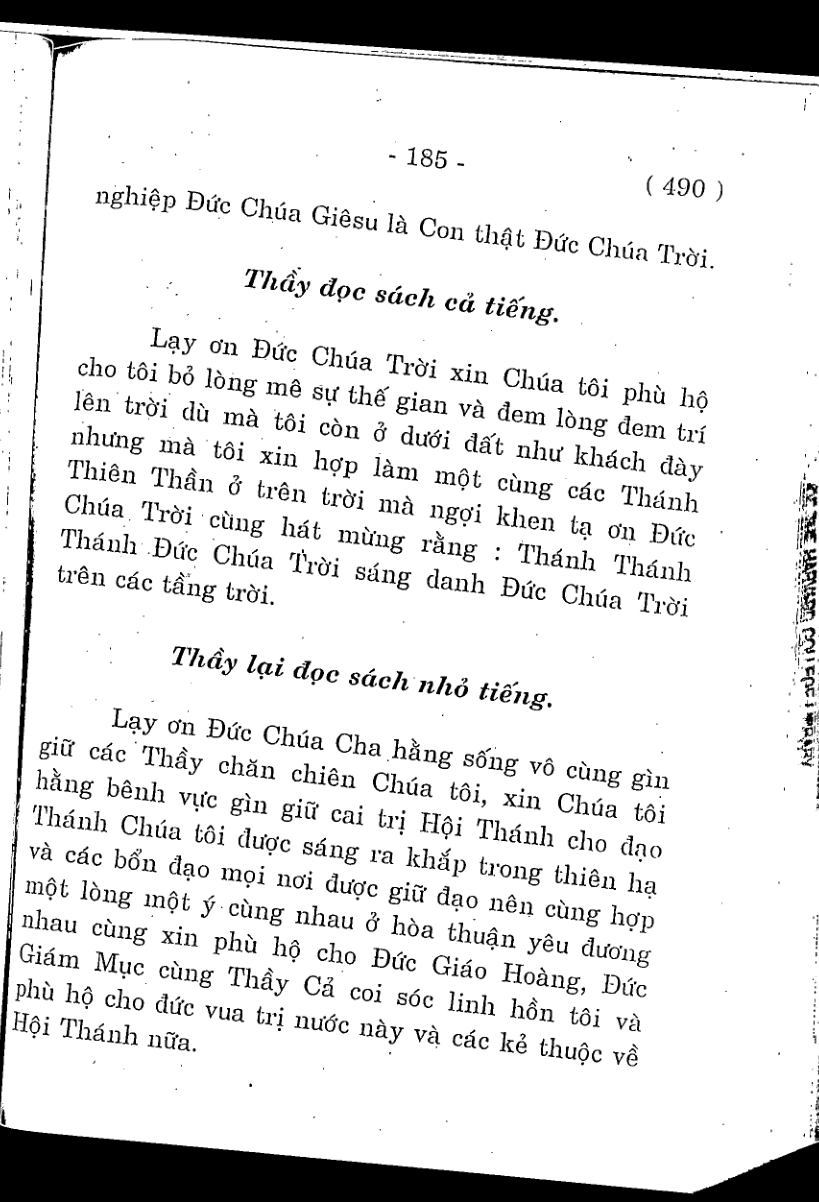 - 185 -
( 490 )
nghiệp Đức Chúa Giêsu là Con thật Đức Chúa Trời.
Thầy đọc sách cả tiếng.
Lạy ơn Đức Chúa Trời xin Chúa tôi phù hộ
cho tôi bỏ lòng mê sự thế gian và đem lòng đem trí
lên trời dù mà tôi còn ở dưới đất như khách đày
nhưng mà tôi xin hợp làm một cùng các Thánh
Thiên Thần ở trên trời mà ngợi khen tạ ơn Đức
Chúa Trời cùng hát mừng rằng : Thánh Thánh
Thánh Đức Chúa Trời sáng danh Đức Chúa Trời
trên các tầng trời.
Thầy lại đọc sách nhỏ tiếng.
Lạy ơn Đức Chúa Cha hằng sống vô cùng gìn
giữ các Thầy chăn chiên Chúa tôi, xin Chúa tôi
hằng bênh vực gìn giữ cai trị Hội Thánh cho đạo
Thánh Chúa tôi được sáng ra khắp trong thiên hạ
và các bổn đạo mọi nơi được giữ đạo nên cùng hợp
một lòng một ý cùng nhau ở hòa thuận yêu đương
nhau cùng xin phù hộ cho Đức Giáo Hoàng, Đức
Giám Mục cùng Thầy Cả coi sóc linh hồn tôi và
phù hộ cho đức vua trị nước này và các kẻ thuộc về
Hội Thánh nữa.
AT THE HARVARD COLLEGE LIBRARY